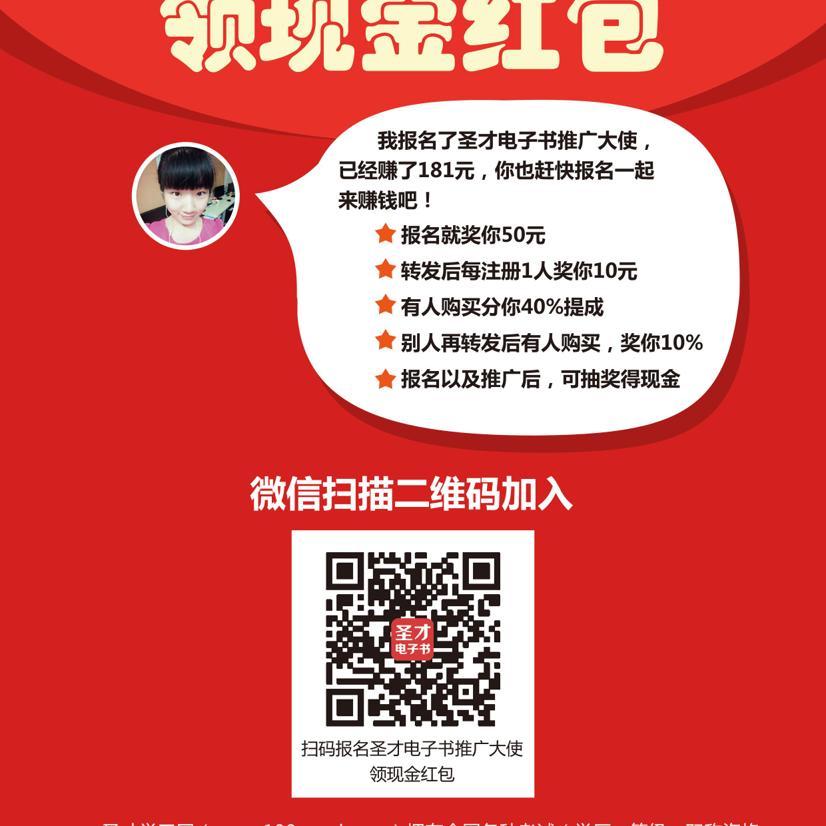 领现金红包
我报名了圣才电子书推广大使，
已经赚了181元，你也赶快报名一起
来赚钱吧！
报名就奖你50元
转发后每注册1人奖你10元
有人购买分你40%提成
别人再转发后有人购买，奖你10%
报名以及推广后，可抽奖得现金
微信扫描二维码加入
圣才
电子书
扫码报名圣才电子书推广大使
领现金红包